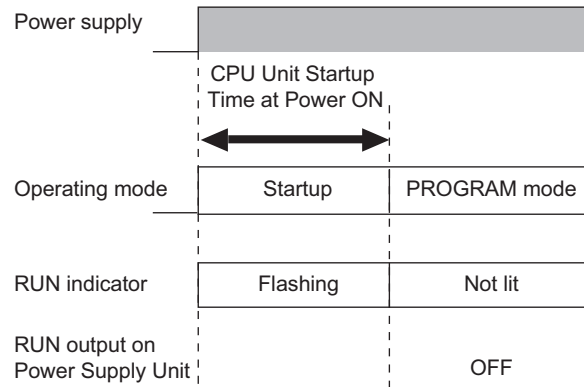 Power supply
CPU Unit Startup
Time at Power ON
Operating mode
Startup
PROGRAM mode
RUN indicator
Flashing
Not lit
RUN output on
Power Supply Unit
OFF